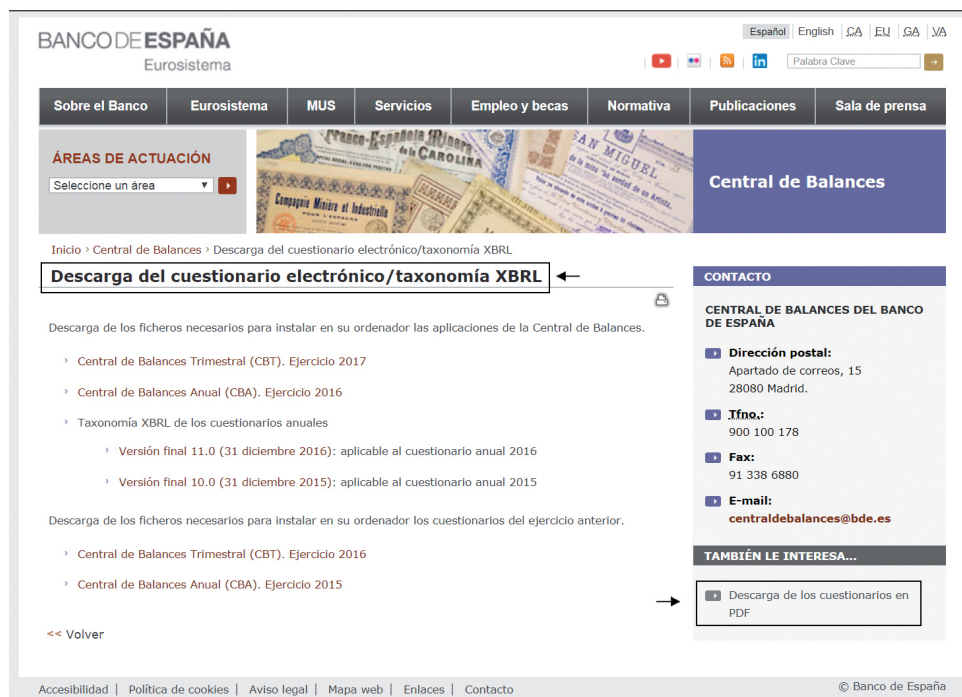 BANCO DE ESPAÑA
Eurosistema
Español English CA EU GA VA
Palabra Clave
Sobre el Banco Eurosistema MUS Servicios Empleo y becas Normativa Publicaciones Sala de prensa
ÁREAS DE ACTUACIÓN
Seleccione un área
Franco-Española
CAROLINA
Compagnie Minière et Industrielle
SAN MIGUEL
Central de Balances
Inicio > Central de Balances > Descarga del cuestionario electrónico/taxonomía XBRL
Descarga del cuestionario electrónico/taxonomía XBRL
Descarga de los ficheros necesarios para instalar en su ordenador las aplicaciones de la Central de Balances.
Central de Balances Trimestral (CBT). Ejercicio 2017
Central de Balances Anual (CBA). Ejercicio 2016
Taxonomía XBRL de los cuestionarios anuales
Versión final 11.0 (31 diciembre 2016): aplicable al cuestionario anual 2016
Versión final 10.0 (31 diciembre 2015): aplicable al cuestionario anual 2015
Descarga de los ficheros necesarios para instalar en su ordenador los cuestionarios del ejercicio anterior.
Central de Balances Trimestral (CBT). Ejercicio 2016
Central de Balances Anual (CBA). Ejercicio 2015
<< Volver
CONTACTO
CENTRAL DE BALANCES DEL BANCO
DE ESPAÑA
Dirección postal:
Apartado de correos, 15
28080 Madrid.
Tfno.:
900 100 178
Fax:
91 338 6880
E-mail:
centraldebalances@bde.es
TAMBIÉN LE INTERESA...
Descarga de los cuestionarios en
PDF
Accesibilidad | Política de cookies | Aviso legal | Mapa web | Enlaces | Contacto
© Banco de España